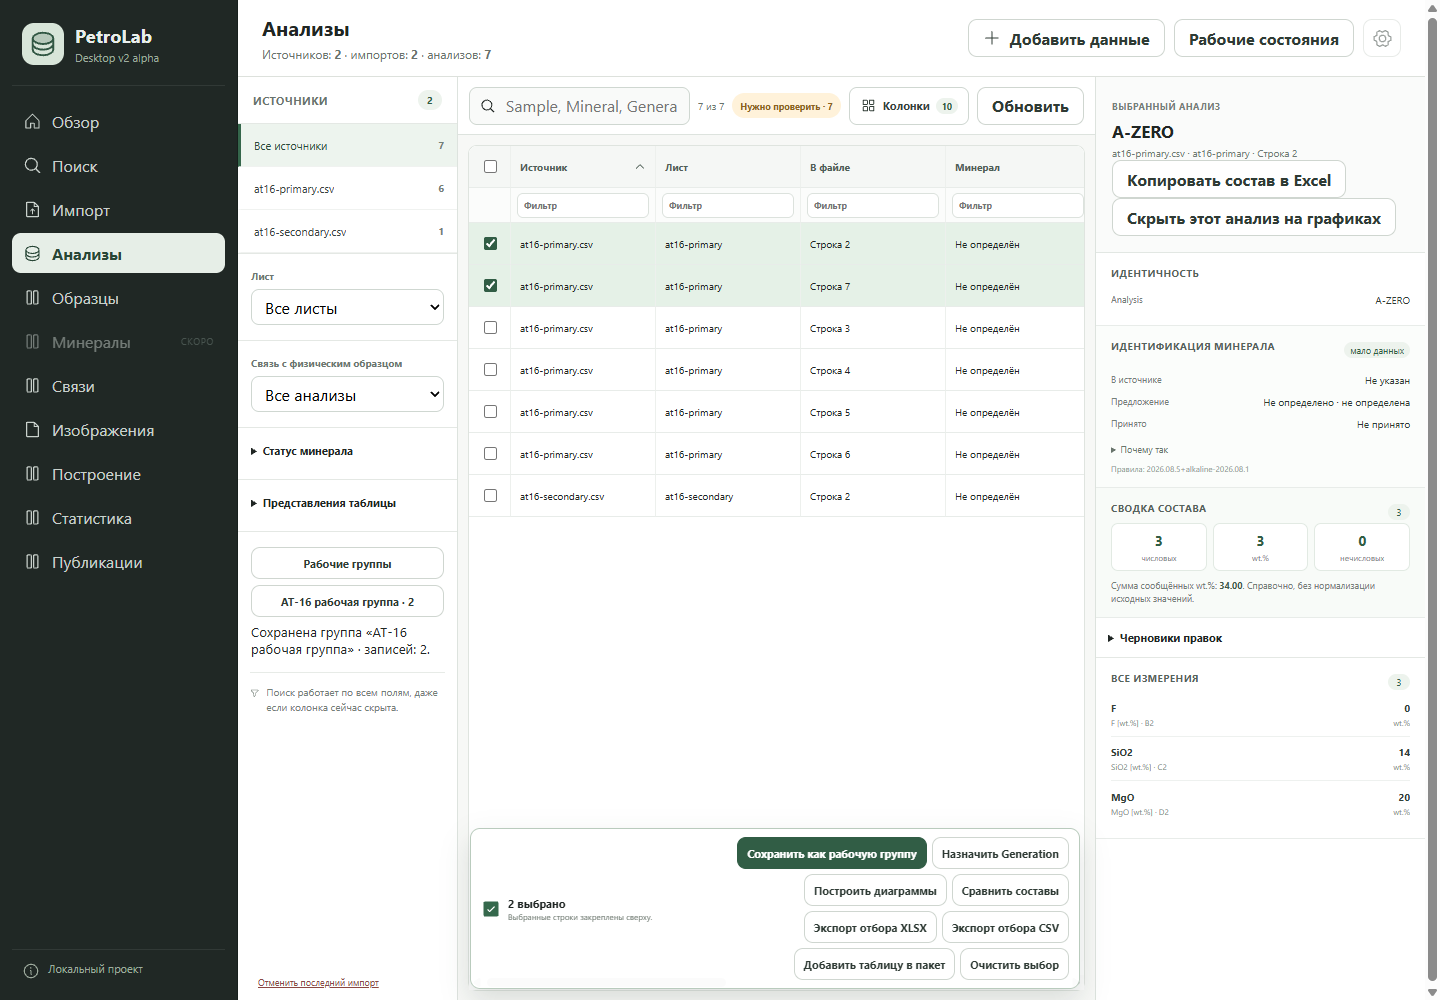 PetroLab
Desktop v2 alpha
Обзор
Поиск
Импорт
Анализы
Образцы
Минералы СКОРО
Связи
Изображения
Построение
Статистика
Публикации
Локальный проект
Анализы
Источников: 2 · импортов: 2 · анализов: 7
Добавить данные
Рабочие состояния
ИСТОЧНИКИ 2
Все источники 7
at16-primary.csv 6
at16-secondary.csv 1
Лист
Все листы
Связь с физическим образцом
Все анализы
Статус минерала
Представления таблицы
Рабочие группы
АТ-16 рабочая группа · 2
Сохранена группа «АТ-16
рабочая группа» · записей: 2.
Поиск работает по всем полям, даже
если колонка сейчас скрыта.
Отменить последний импорт
Sample, Mineral, Genera
7 из 7
Нужно проверить · 7
Колонки 10
Обновить
Источник Лист В файле Минерал
Фильтр Фильтр Фильтр Фильтр
at16-primary.csv at16-primary Строка 2 Не определён
at16-primary.csv at16-primary Строка 7 Не определён
at16-primary.csv at16-primary Строка 3 Не определён
at16-primary.csv at16-primary Строка 4 Не определён
at16-primary.csv at16-primary Строка 5 Не определён
at16-primary.csv at16-primary Строка 6 Не определён
at16-secondary.csv at16-secondary Строка 2 Не определён
2 выбрано
Выбранные строки закреплены сверху.
Сохранить как рабочую группу
Назначить Generation
Построить диаграммы
Сравнить составы
Экспорт отбора XLSX
Экспорт отбора CSV
Добавить таблицу в пакет
Очистить выбор
ВЫБРАННЫЙ АНАЛИЗ
A-ZERO
at16-primary.csv · at16-primary · Строка 2
Копировать состав в Excel
Скрыть этот анализ на графиках
ИДЕНТИЧНОСТЬ
Analysis A-ZERO
ИДЕНТИФИКАЦИЯ МИНЕРАЛА мало данных
В источнике Не указан
Предложение Не определено · не определена
Принято Не принято
Почему так
Правила: 2026.08.5+alkaline-2026.08.1
СВОДКА СОСТАВА 3
3 3 0
числовых wt.% нечисловых
Сумма сообщённых wt.%: 34.00. Справочно, без нормализации
исходных значений.
Черновики правок
ВСЕ ИЗМЕРЕНИЯ 3
F 0
F [wt.%] · B2 wt.%
SiO2 14
SiO2 [wt.%] · C2 wt.%
MgO 20
MgO [wt.%] · D2 wt.%